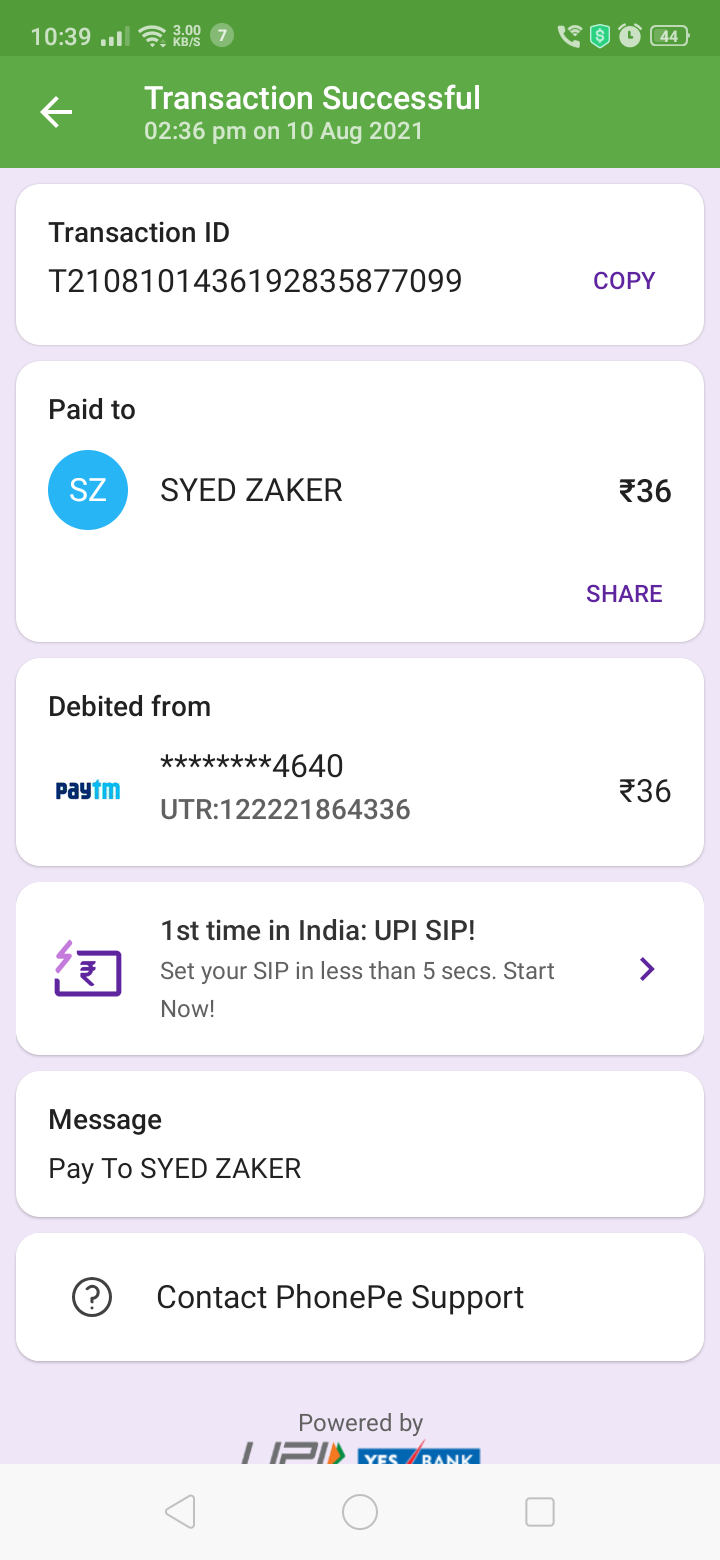 10:39 3.00 KB/S 7 44
Transaction Successful
02:36 pm on 10 Aug 2021
Transaction ID
T2108101436192835877099 COPY
Paid to
SZ SYED ZAKER ₹36
SHARE
Debited from
********4640
paytm ₹36
UTR:122221864336
1st time in India: UPI SIP!
Set your SIP in less than 5 secs. Start
Now!
Message
Pay To SYED ZAKER
Contact PhonePe Support
Powered by
UPI YES BANK